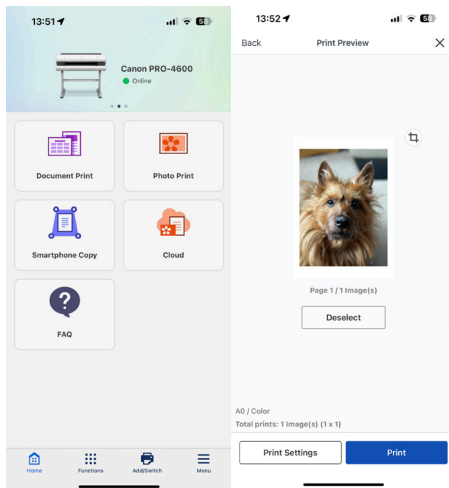 13:51
Canon PRO-4600
Online
Document Print
Photo Print
Smartphone Copy
Cloud
?
FAQ
Home
Functions
Add/Switch
Menu
13:52
Back
Print Preview
Page 1 / 1 Image(s)
Deselect
A0 / Color
Total prints: 1 Image(s) (1 x 1)
Print Settings
Print